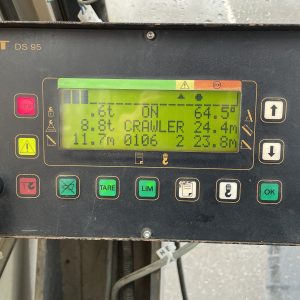 T DS 95
.6t ON 64.5°
8.8t CRAWLER 24.4m
11.7m 0106 2 23.8m
TARE LIM OK